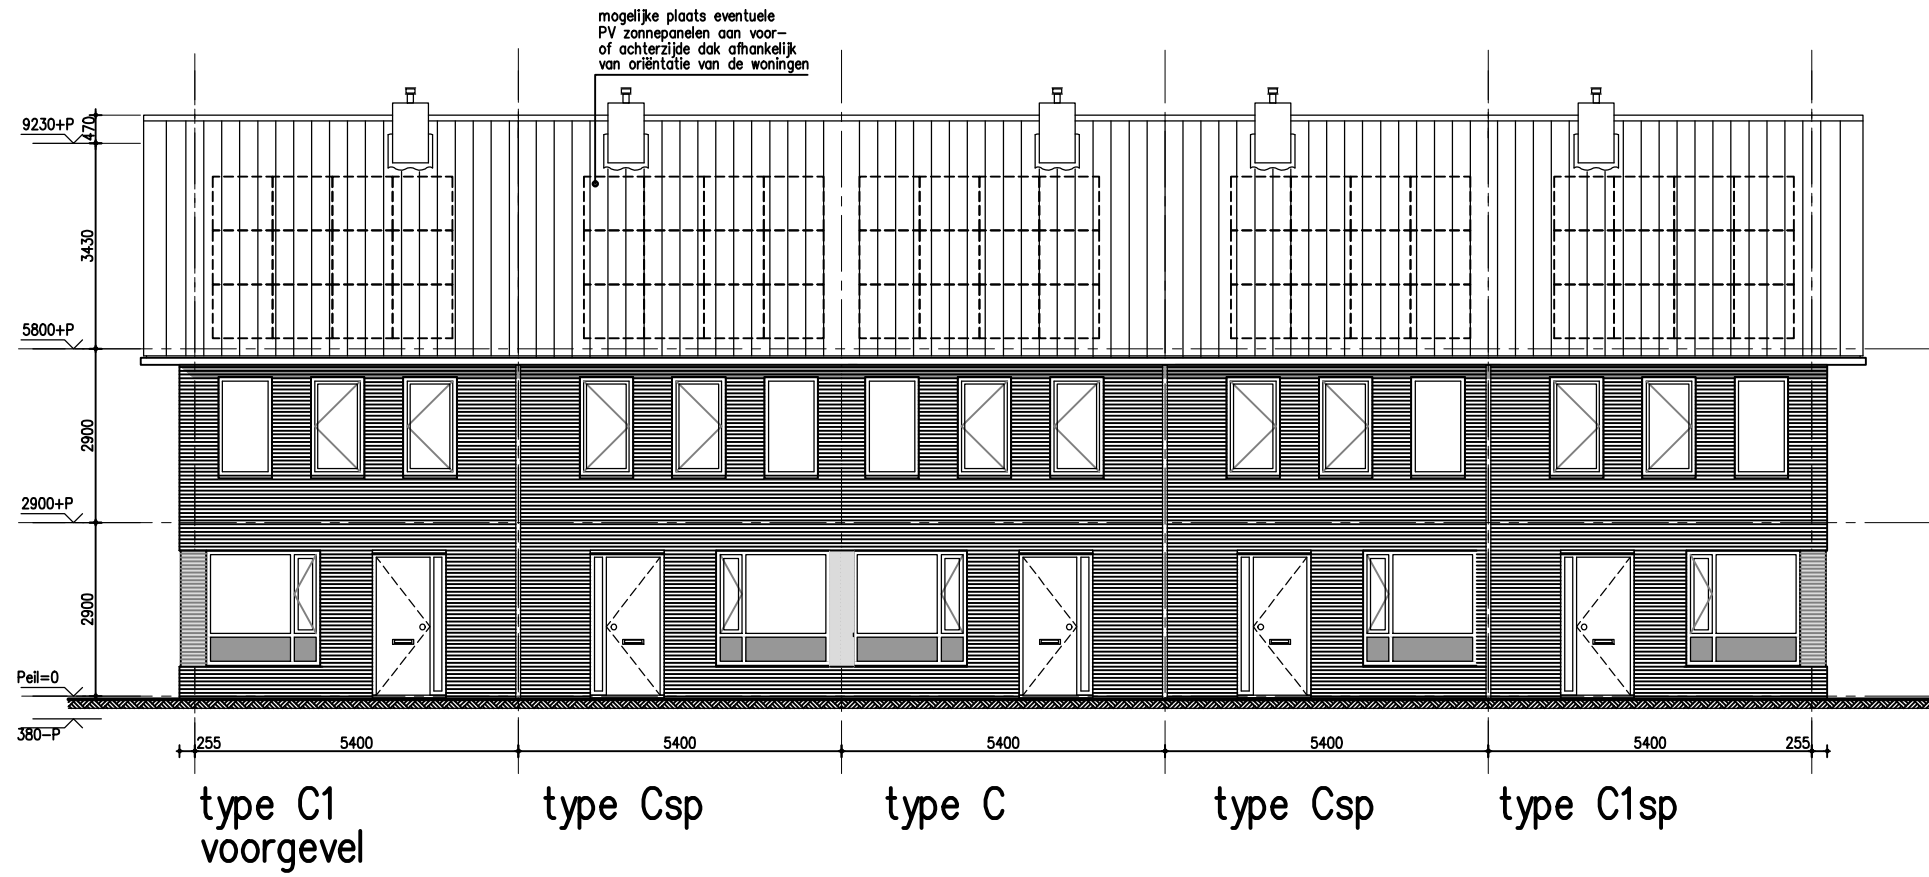 mogelijke plaats eventuele
PV zonnepanelen aan voor-
of achterzijde dak afhankelijk
van oriëntatie van de woningen
470
9230+P
3430
5800+P
2900
2900+P
2900
Peil=0
380-P
255 5400 5400 5400 5400 5400 255
type C1 type Csp type C type Csp type C1sp
voorgevel